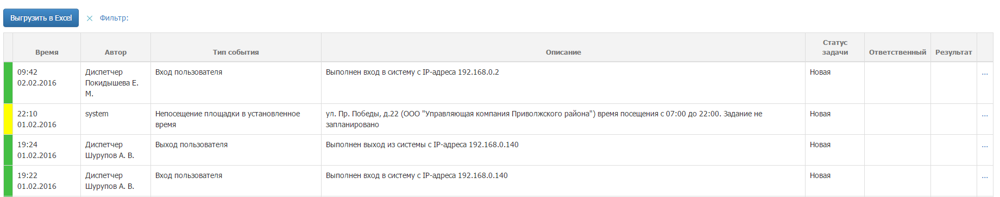 Выгрузить в Excel × Фильтр:
Время Автор Тип события Описание Статус задачи Ответственный Результат
09:42 Диспетчер Вход пользователя Выполнен вход в систему с IP-адреса 192.168.0.2 Новая ...
02.02.2016 Покидышева Е.
М.
22:10 system Непосещение площадки в установленное ул. Пр. Победы, д.22 (ООО "Управляющая компания Приволжского района") время посещения с 07:00 до 22:00. Задание не Новая ...
01.02.2016 время запланировано
19:24 Диспетчер Выход пользователя Выполнен выход из системы с IP-адреса 192.168.0.140 Новая ...
01.02.2016 Шурупов А. В.
19:22 Диспетчер Вход пользователя Выполнен вход в систему с IP-адреса 192.168.0.140 Новая ...
01.02.2016 Шурупов А. В.